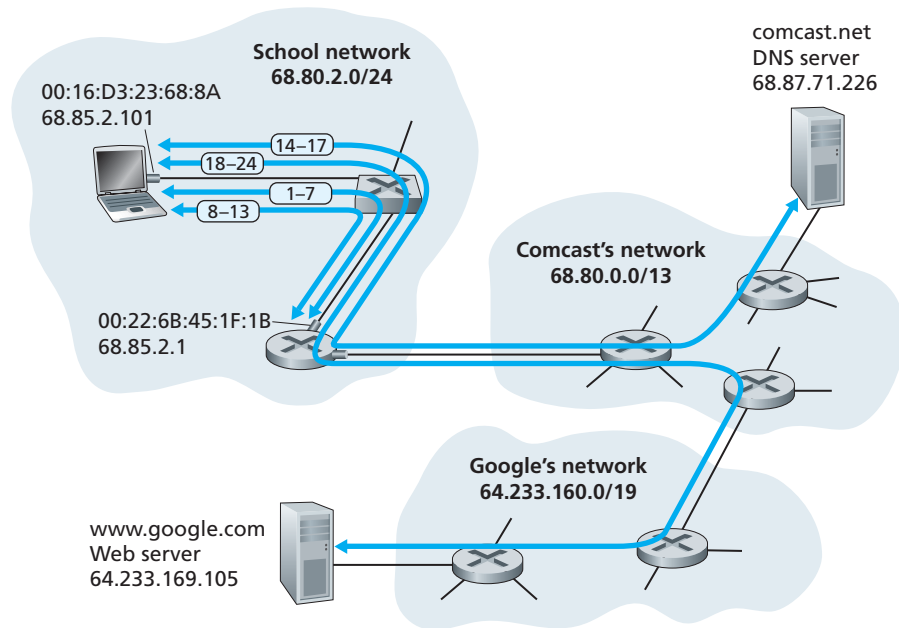 School network
68.80.2.0/24
comcast.net
DNS server
68.87.71.226
00:16:D3:23:68:8A
68.85.2.101
14–17
18–24
1–7
8–13
Comcast's network
68.80.0.0/13
00:22:6B:45:1F:1B
68.85.2.1
Google's network
64.233.160.0/19
www.google.com
Web server
64.233.169.105